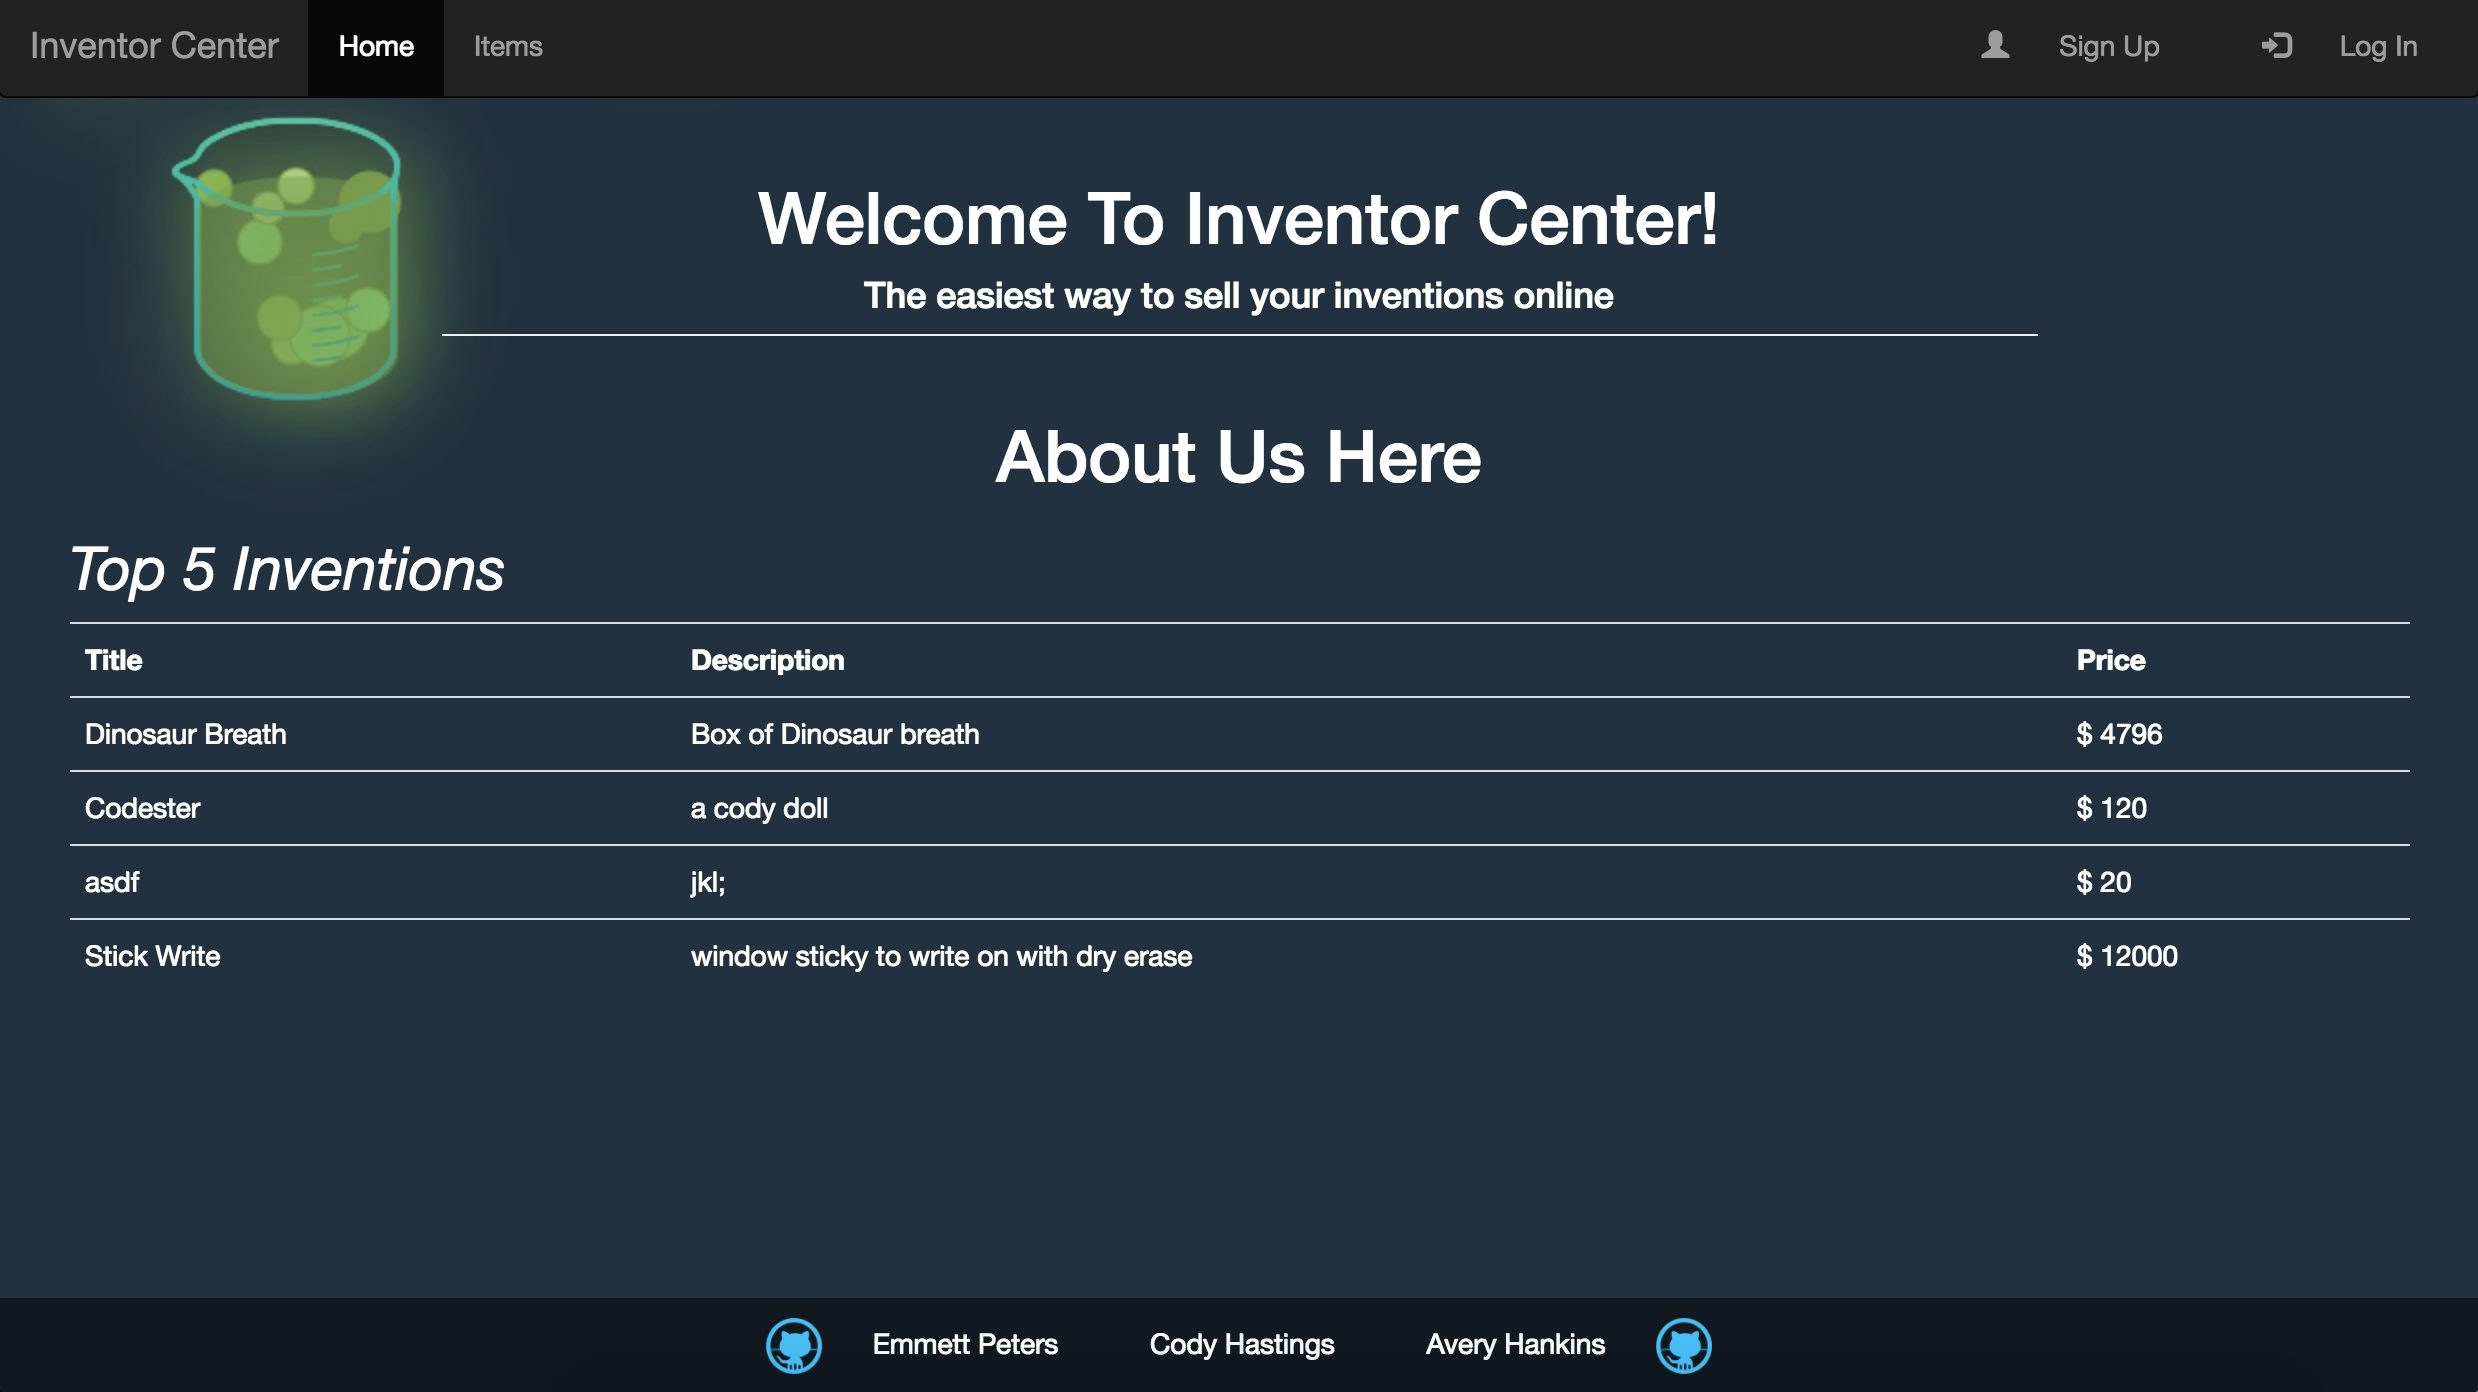 Inventor Center Home Items Sign Up Log In
Welcome To Inventor Center!
The easiest way to sell your inventions online
About Us Here
Top 5 Inventions
Title Description Price
Dinosaur Breath Box of Dinosaur breath $ 4796
Codester a cody doll $ 120
asdf jkl; $ 20
Stick Write window sticky to write on with dry erase $ 12000
Emmett Peters Cody Hastings Avery Hankins